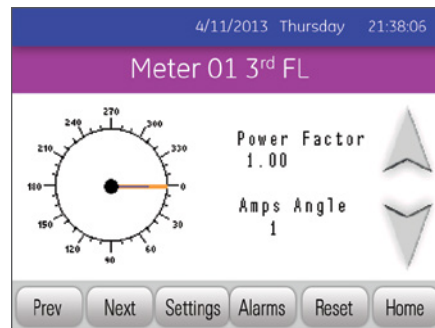 4/11/2013 Thursday 21:38:06
Meter 01 3rd FL
270
240 300
210 330
180 0
150 30
120 60
90
Power Factor
1.00
Amps Angle
1
Prev Next Settings Alarms Reset Home